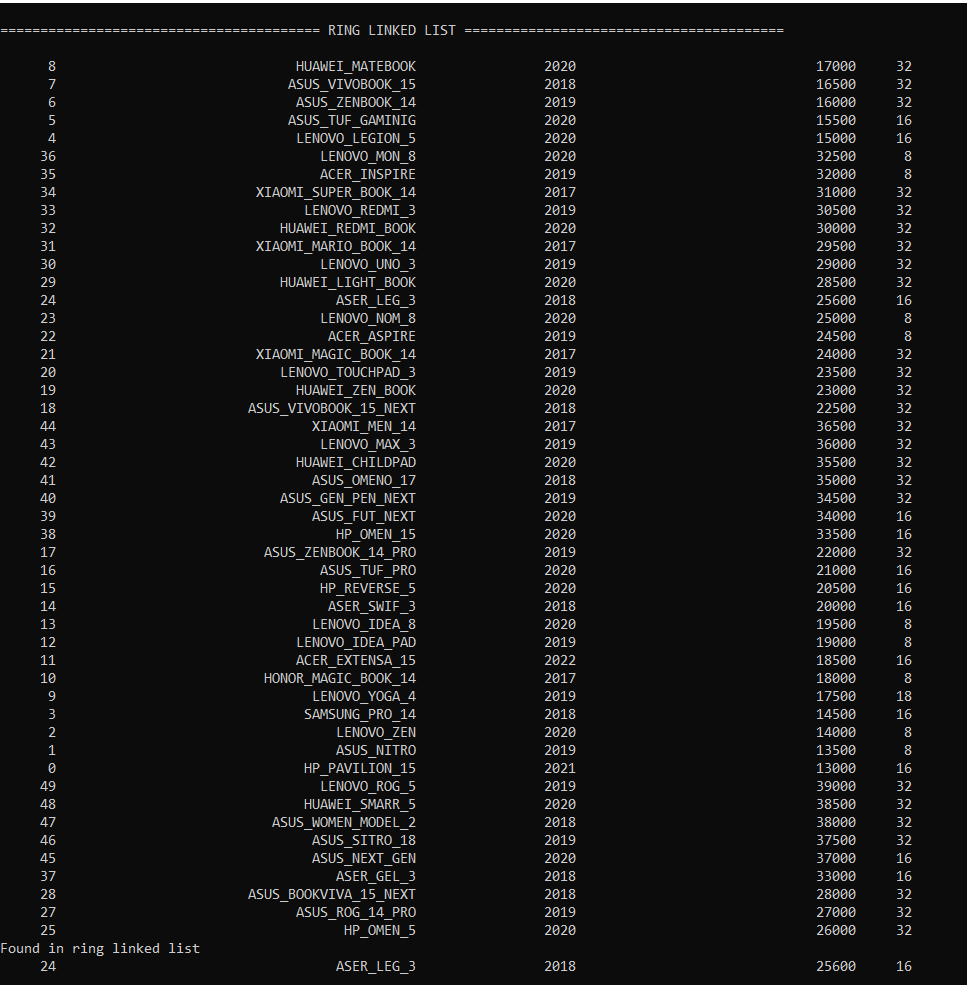 ======================================== RING LINKED LIST ========================================
8 HUAWEI_MATEBOOK 2020 17000 32
7 ASUS_VIVOBOOK_15 2018 16500 32
6 ASUS_ZENBOOK_14 2019 16000 32
5 ASUS_TUF_GAMINIG 2020 15500 16
4 LENOVO_LEGION_5 2020 15000 16
36 LENOVO_MON_8 2020 32500 8
35 ACER_INSPIRE 2019 32000 8
34 XIAOMI_SUPER_BOOK_14 2017 31000 32
33 LENOVO_REDMI_3 2019 30500 32
32 HUAWEI_REDMI_BOOK 2020 30000 32
31 XIAOMI_MARIO_BOOK_14 2017 29500 32
30 LENOVO_UNO_3 2019 29000 32
29 HUAWEI_LIGHT_BOOK 2020 28500 32
24 ASER_LEG_3 2018 25600 16
23 LENOVO_NOM_8 2020 25000 8
22 ACER_ASPIRE 2019 24500 8
21 XIAOMI_MAGIC_BOOK_14 2017 24000 32
20 LENOVO_TOUCHPAD_3 2019 23500 32
19 HUAWEI_ZEN_BOOK 2020 23000 32
18 ASUS_VIVOBOOK_15_NEXT 2018 22500 32
44 XIAOMI_MEN_14 2017 36500 32
43 LENOVO_MAX_3 2019 36000 32
42 HUAWEI_CHILDPAD 2020 35500 32
41 ASUS_OMENO_17 2018 35000 32
40 ASUS_GEN_PEN_NEXT 2019 34500 32
39 ASUS_FUT_NEXT 2020 34000 16
38 HP_OMEN_15 2020 33500 16
17 ASUS_ZENBOOK_14_PRO 2019 22000 32
16 ASUS_TUF_PRO 2020 21000 16
15 HP_REVERSE_5 2020 20500 16
14 ASER_SWIF_3 2018 20000 16
13 LENOVO_IDEA_8 2020 19500 8
12 LENOVO_IDEA_PAD 2019 19000 8
11 ACER_EXTENSA_15 2022 18500 16
10 HONOR_MAGIC_BOOK_14 2017 18000 8
9 LENOVO_YOGA_4 2019 17500 18
3 SAMSUNG_PRO_14 2018 14500 16
2 LENOVO_ZEN 2020 14000 8
1 ASUS_NITRO 2019 13500 8
0 HP_PAVILION_15 2021 13000 16
49 LENOVO_ROG_5 2019 39000 32
48 HUAWEI_SMARR_5 2020 38500 32
47 ASUS_WOMEN_MODEL_2 2018 38000 32
46 ASUS_SITRO_18 2019 37500 32
45 ASUS_NEXT_GEN 2020 37000 16
37 ASER_GEL_3 2018 33000 16
28 ASUS_BOOKVIVA_15_NEXT 2018 28000 32
27 ASUS_ROG_14_PRO 2019 27000 32
25 HP_OMEN_5 2020 26000 32
Found in ring linked list
24 ASER_LEG_3 2018 25600 16